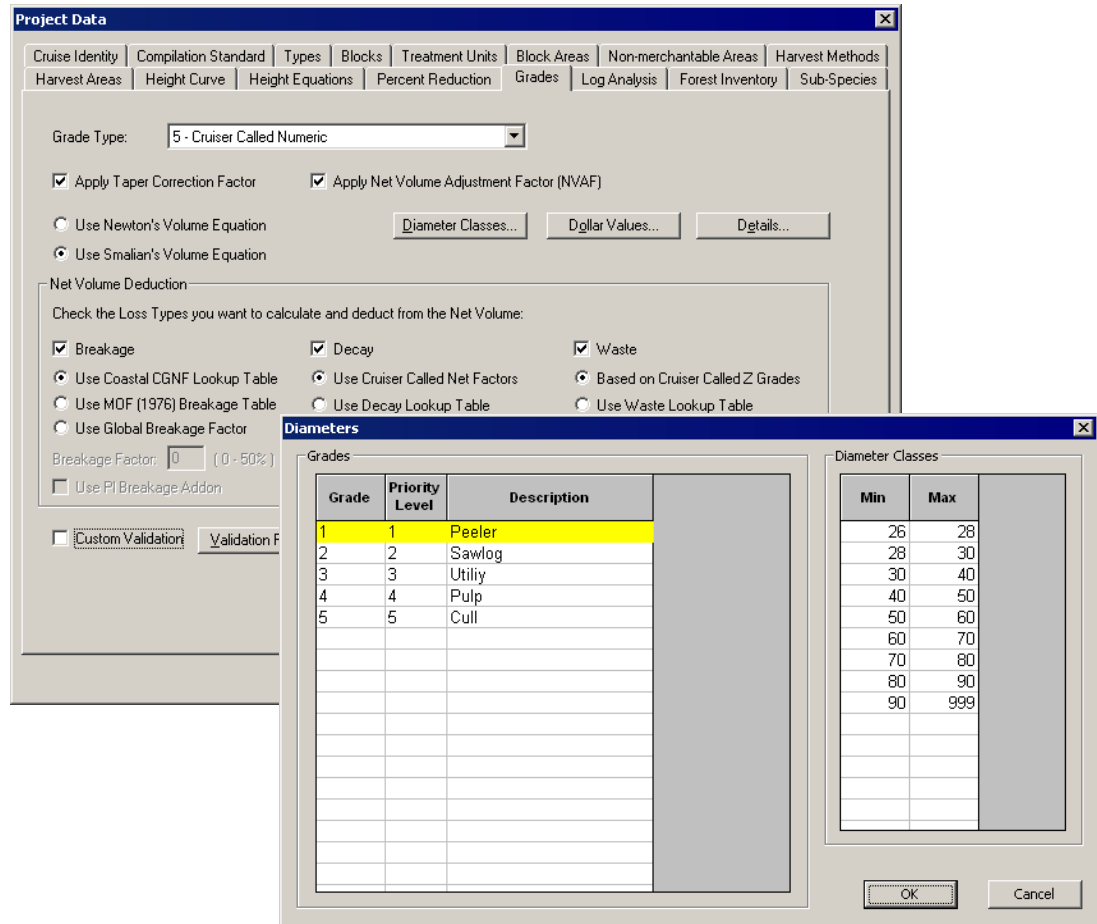 Project Data
Cruise Identity Compilation Standard Types Blocks Treatment Units Block Areas Non-merchantable Areas Harvest Methods
Harvest Areas Height Curve Height Equations Percent Reduction Grades Log Analysis Forest Inventory Sub-Species
Grade Type: 5 - Cruiser Called Numeric
Apply Taper Correction Factor Apply Net Volume Adjustment Factor (NVAF)
Use Newton's Volume Equation Diameter Classes... Dollar Values... Details...
Use Smalian's Volume Equation
Net Volume Deduction
Check the Loss Types you want to calculate and deduct from the Net Volume:
Breakage Decay Waste
Use Coastal CGNF Lookup Table Use Cruiser Called Net Factors Based on Cruiser Called Z Grades
Use MOF (1976) Breakage Table Use Decay Lookup Table Use Waste Lookup Table
Use Global Breakage Factor
Breakage Factor: 0 ( 0 - 50% )
Use Pl Breakage Addon
Custom Validation Validation
Diameters
Grades
Grade Priority Level Description
1 1 Peeler
2 2 Sawlog
3 3 Utiliy
4 4 Pulp
5 5 Cull
Diameter Classes
Min Max
26 28
28 30
30 40
40 50
50 60
60 70
70 80
80 90
90 999
OK Cancel